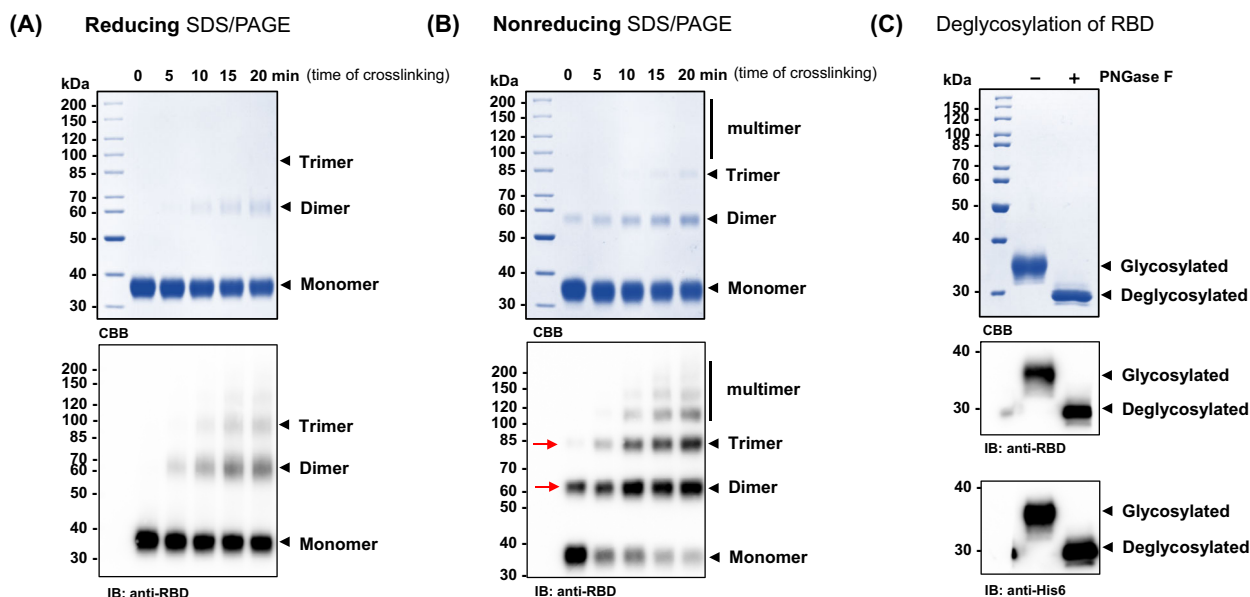 (A) Reducing SDS/PAGE
kDa 0 5 10 15 20 min (time of crosslinking)
200
150
120
100
85
70
60
50
40
30
Trimer
Dimer
Monomer
CBB
200
150
120
100
85
70
60
50
40
30
Trimer
Dimer
Monomer
IB: anti-RBD
(B) Nonreducing SDS/PAGE
kDa 0 5 10 15 20 min (time of crosslinking)
200
150
120
100
85
70
60
50
40
30
multimer
Trimer
Dimer
Monomer
CBB
200
150
120
100
85
70
60
50
40
30
multimer
Trimer
Dimer
Monomer
IB: anti-RBD
(C) Deglycosylation of RBD
kDa − + PNGase F
150
120
100
85
70
60
50
40
30
Glycosylated
Deglycosylated
CBB
40
30
Glycosylated
Deglycosylated
IB: anti-RBD
40
30
Glycosylated
Deglycosylated
IB: anti-His6